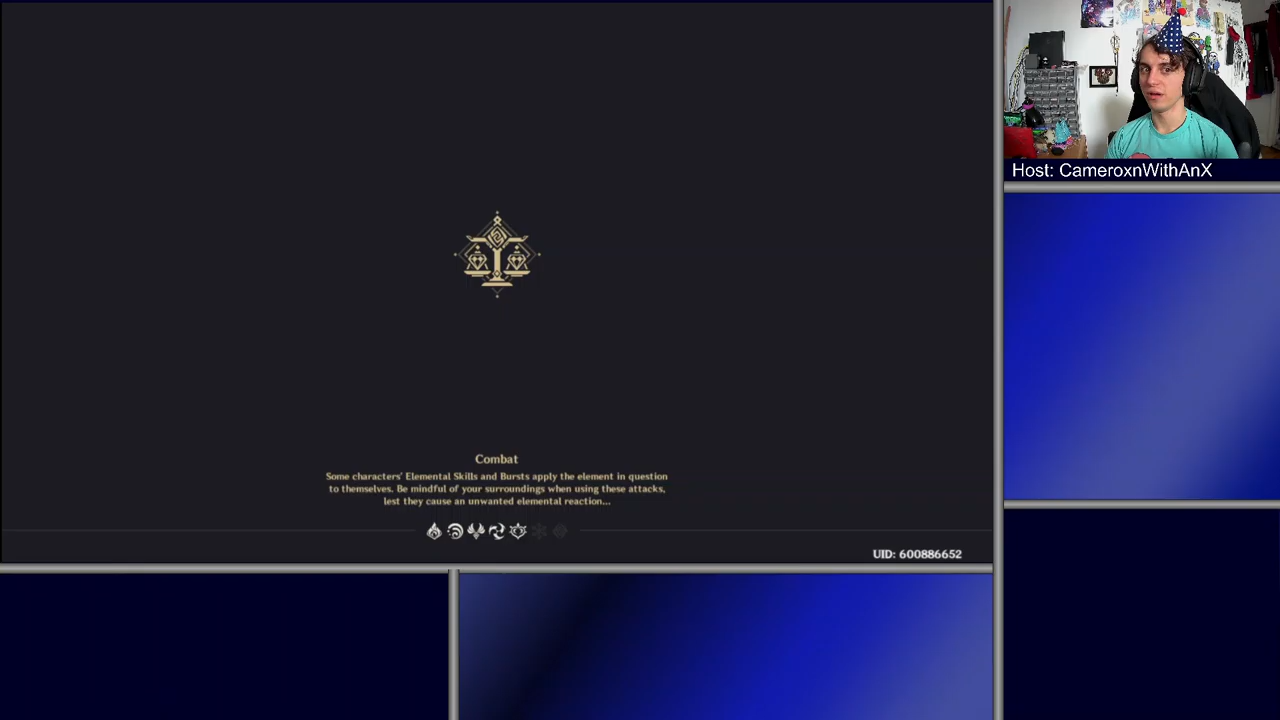 Host: CameroxnWithAnX
Combat
Some characters' Elemental Skills and Bursts apply the element in question
to themselves. Be mindful of your surroundings when using these attacks,
lest they cause an unwanted elemental reaction...
UID: 600886652